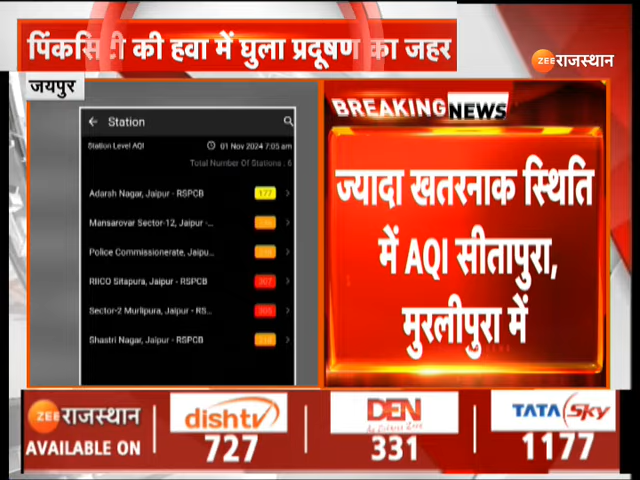 पिंकसिटी की हवा में घुला प्रदूषण का जहर
ZEE राजस्थान
जयपुर
Station
Station Level AQI 01 Nov 2024 7:05 am
Total Number Of Stations : 6
Adarsh Nagar, Jaipur - RSPCB 177
Mansarovar Sector-12, Jaipur -...
Police Commissionerate, Jaipu...
RIICO Sitapura, Jaipur - RSPCB 307
Sector-2 Murlipura, Jaipur - RS...
Shastri Nagar, Jaipur - RSPCB
BREAKING NEWS
ज्यादा खतरनाक स्थिति
में AQI सीतापुरा,
मुरलीपुरा में
ZEE राजस्थान
AVAILABLE ON
dishtv
727
DEN
331
TATA Sky
1177